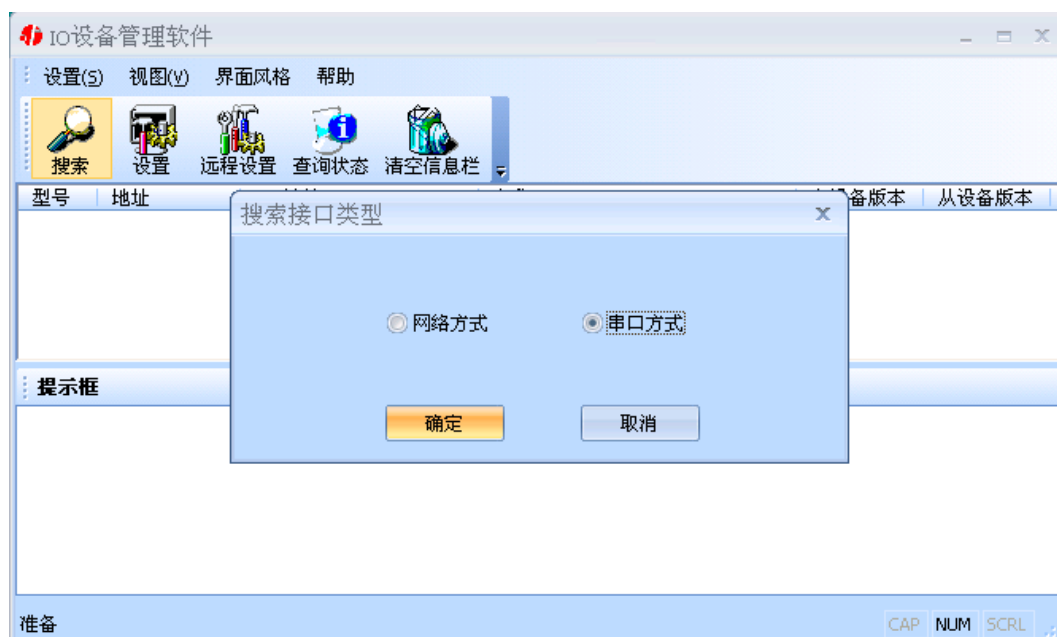 IO设备管理软件
设置(S) 视图(V) 界面风格 帮助
搜索 设置 远程设置 查询状态 清空信息栏
型号 地址 备版本 从设备版本
搜索接口类型
网络方式 串口方式
确定 取消
提示框
准备 CAP NUM SCRL